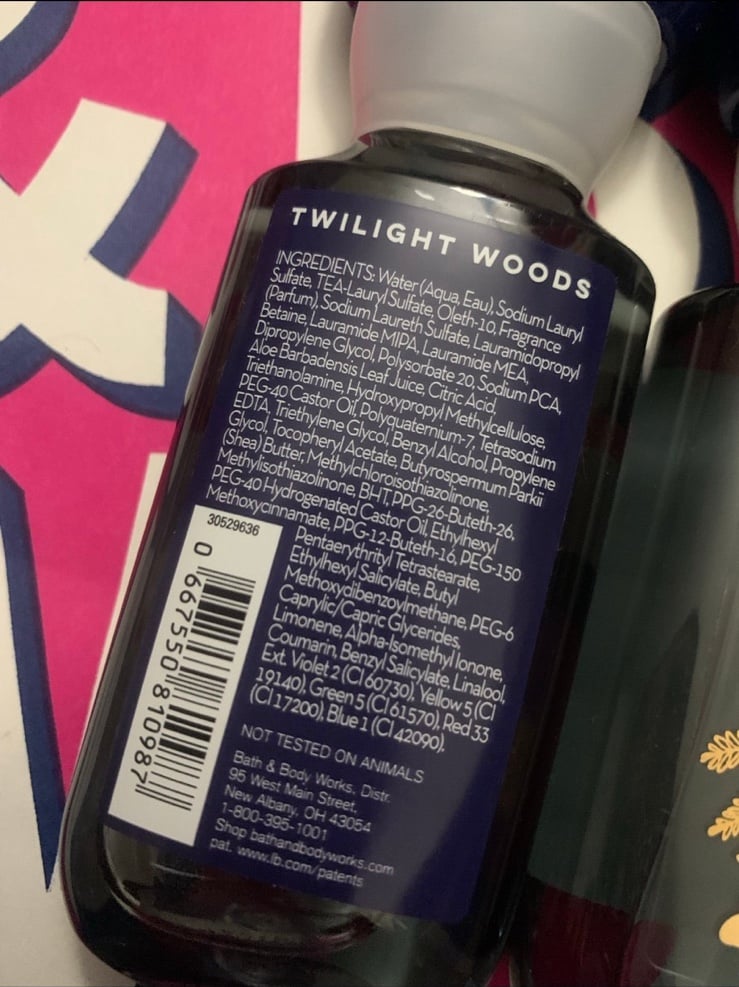 TWILIGHT WOODS
INGREDIENTS: Water (Aqua, Eau), Sodium Lauryl
Sulfate, TEA-Lauryl Sulfate, Oleth-10, Fragrance
(Parfum), Sodium Laureth Sulfate, Lauramidopropyl
Betaine, Lauramide MIPA, Lauramide MEA,
Dipropylene Glycol, Polysorbate 20, Sodium PCA,
Aloe Barbadensis Leaf Juice, Citric Acid,
Triethanolamine, Hydroxypropyl Methylcellulose,
PEG-40 Castor Oil, Polyquaternium-7, Tetrasodium
EDTA, Triethylene Glycol, Benzyl Alcohol, Propylene
Glycol, Tocopheryl Acetate, Butyrospermum Parkii
(Shea) Butter, Methylchloroisothiazolinone,
Methylisothiazolinone, BHT, PPG-26-Buteth-26,
PEG-40 Hydrogenated Castor Oil, Ethylhexyl
Methoxycinnamate, PPG-12-Buteth-16, PEG-150
Pentaerythrityl Tetrastearate,
Ethylhexyl Salicylate, Butyl
Methoxydibenzoylmethane, PEG-6
Caprylic/Capric Glycerides,
Limonene, Alpha-Isomethyl Ionone,
Coumarin, Benzyl Salicylate, Linalool,
Ext. Violet 2 (CI 60730), Yellow 5 (CI
19140), Green 5 (CI 61570), Red 33
(CI 17200), Blue 1 (CI 42090).
30529636
0 667550 810987
NOT TESTED ON ANIMALS
Bath & Body Works, Distr.
95 West Main Street,
New Albany, OH 43054
1-800-395-1001
Shop bathandbodyworks.com
pat. www.lb.com/patents